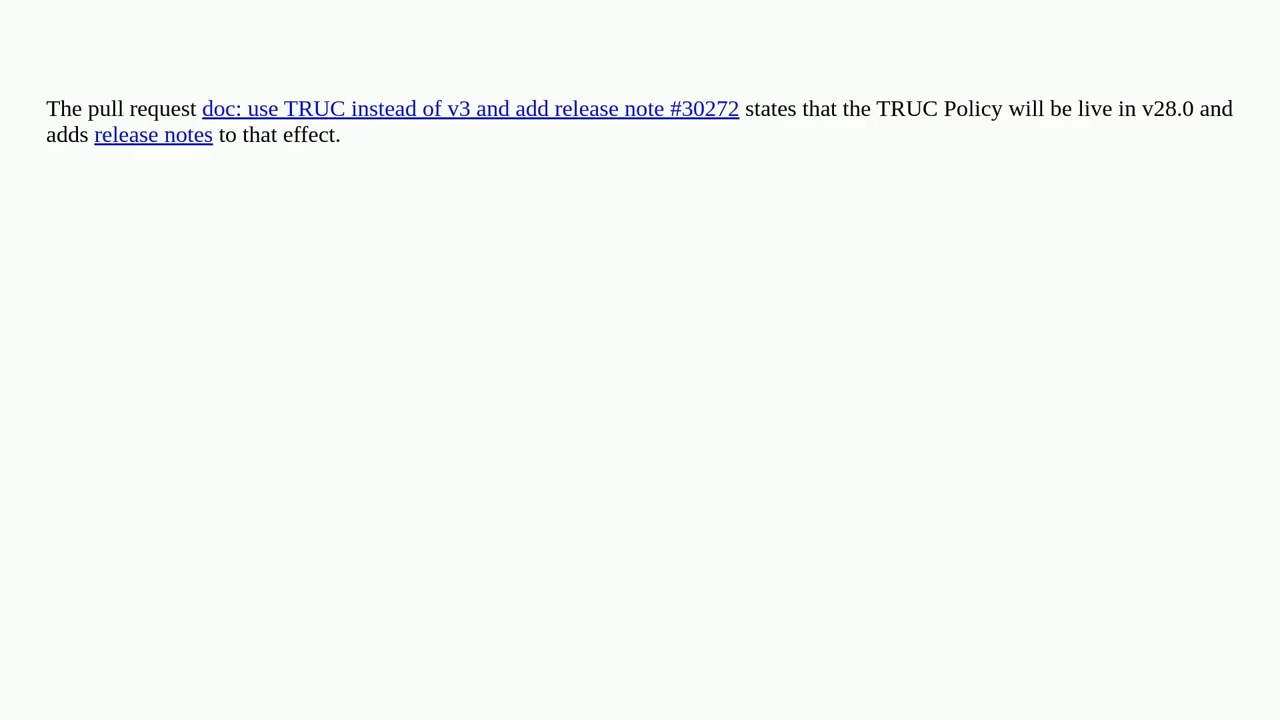 The pull request doc: use TRUC instead of v3 and add release note #30272 states that the TRUC Policy will be live in v28.0 and
adds release notes to that effect.